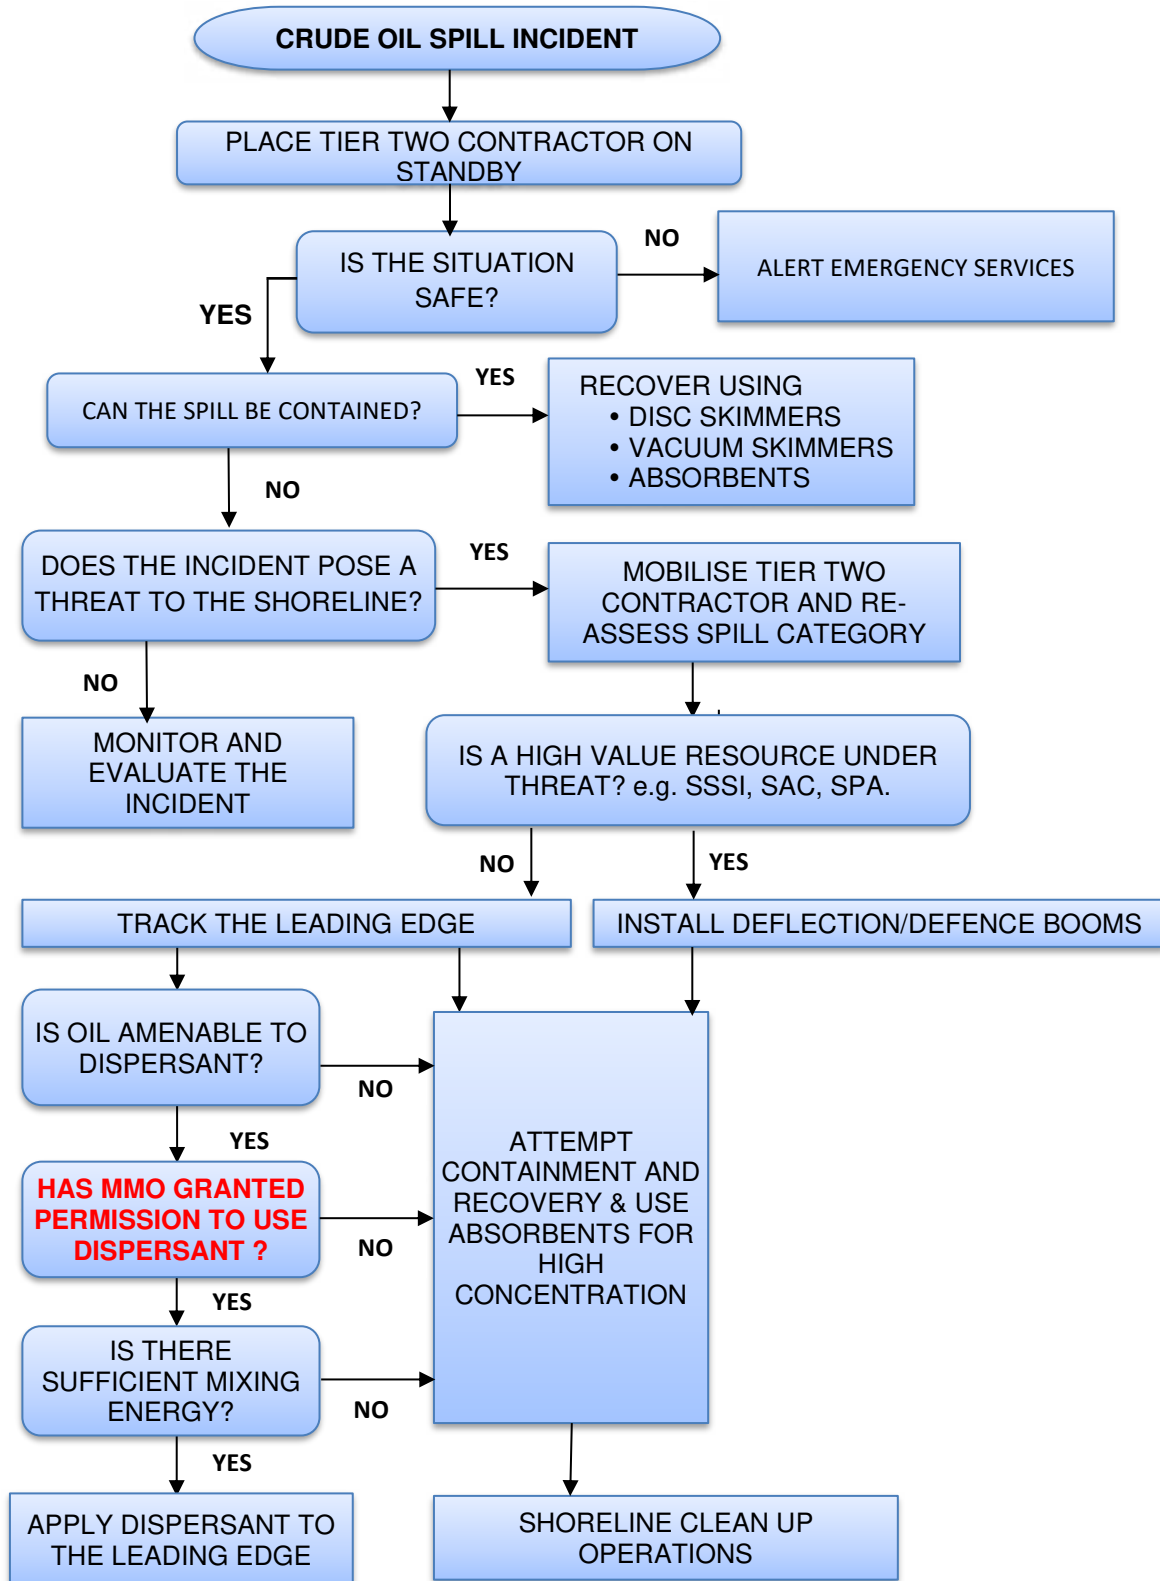 CRUDE OIL SPILL INCIDENT
PLACE TIER TWO CONTRACTOR ON
STANDBY
IS THE SITUATION
SAFE?
NO
ALERT EMERGENCY SERVICES
YES
CAN THE SPILL BE CONTAINED?
YES
RECOVER USING
• DISC SKIMMERS
• VACUUM SKIMMERS
• ABSORBENTS
NO
DOES THE INCIDENT POSE A
THREAT TO THE SHORELINE?
YES
MOBILISE TIER TWO
CONTRACTOR AND RE-
ASSESS SPILL CATEGORY
NO
MONITOR AND
EVALUATE THE
INCIDENT
IS A HIGH VALUE RESOURCE UNDER
THREAT? e.g. SSSI, SAC, SPA.
NO
YES
TRACK THE LEADING EDGE
INSTALL DEFLECTION/DEFENCE BOOMS
IS OIL AMENABLE TO
DISPERSANT?
NO
YES
HAS MMO GRANTED
PERMISSION TO USE
DISPERSANT ?
NO
YES
IS THERE
SUFFICIENT MIXING
ENERGY?
NO
YES
ATTEMPT
CONTAINMENT AND
RECOVERY & USE
ABSORBENTS FOR
HIGH
CONCENTRATION
APPLY DISPERSANT TO
THE LEADING EDGE
SHORELINE CLEAN UP
OPERATIONS